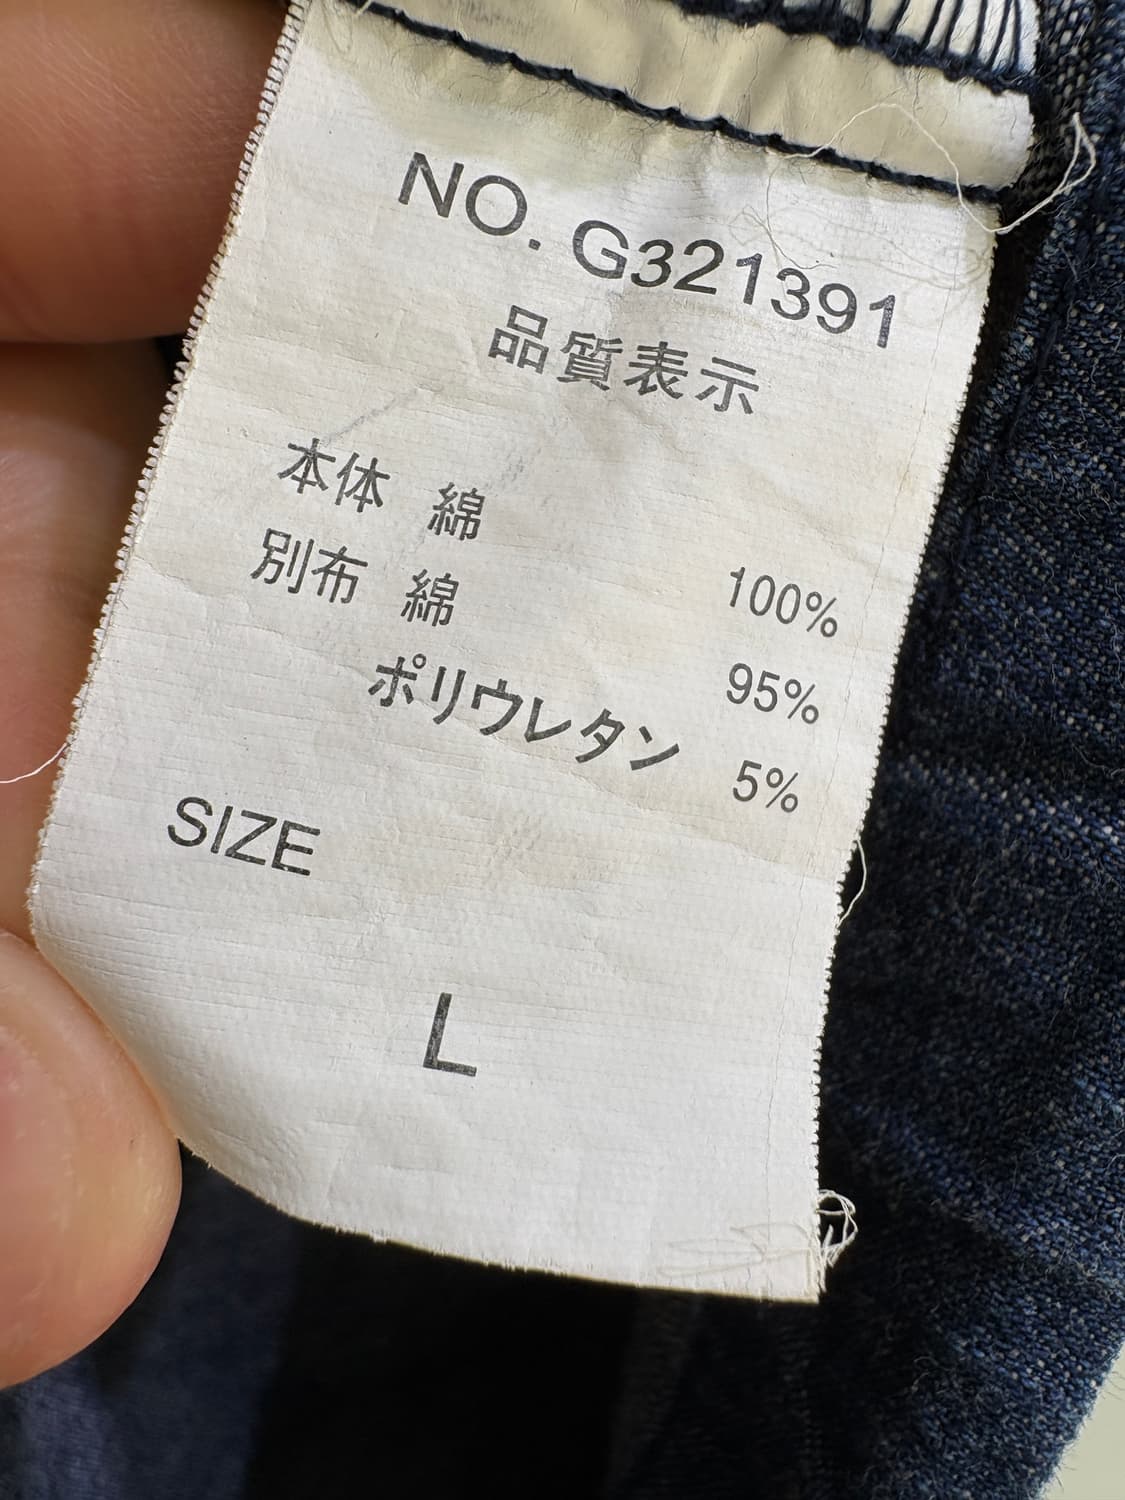 NO. G321391
品質表示
本体 綿 100%
別布 綿 95%
ポリウレタン 5%
SIZE
L